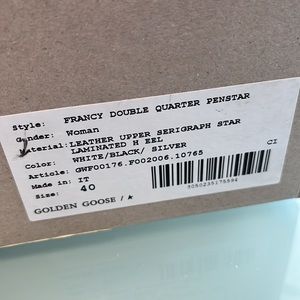 Style: FRANCY DOUBLE QUARTER PENSTAR
Gender: Woman
Material: LEATHER UPPER SERIGRAPH STAR
LAMINATED H EEL
Color: WHITE/BLACK/ SILVER
Article: GWF00176.F002006.10765
Made in: IT
Size: 40
CI
3050235175594
GOLDEN GOOSE /★